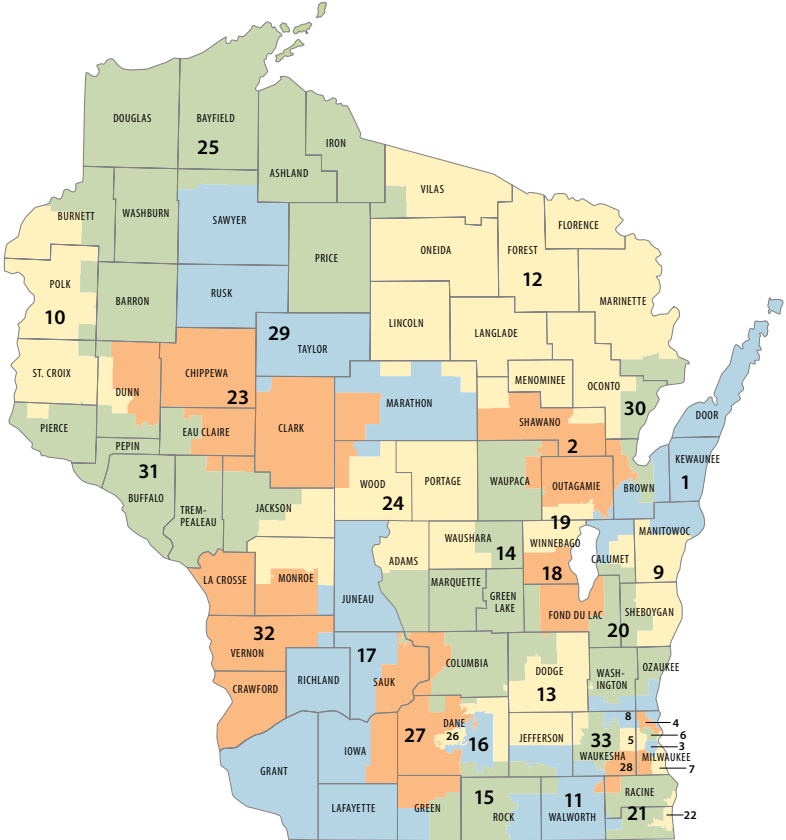 DOUGLAS
BAYFIELD
25
IRON
ASHLAND
VILAS
BURNETT
WASHBURN
SAWYER
FLORENCE
PRICE
ONEIDA
FOREST
12
POLK
10
BARRON
RUSK
MARINETTE
LINCOLN
LANGLADE
29
TAYLOR
ST. CROIX
DUNN
CHIPPEWA
23
MENOMINEE
OCONTO
30
MARATHON
DOOR
PIERCE
EAU CLAIRE
CLARK
SHAWANO
2
PEPIN
KEWAUNEE
1
31
BUFFALO
TREM-
PEALEAU
JACKSON
WOOD
24
PORTAGE
WAUPACA
OUTAGAMIE
BROWN
19
WINNEBAGO
MANITOWOC
WAUSHARA
14
ADAMS
CALUMET
9
18
LA CROSSE
MONROE
JUNEAU
MARQUETTE
GREEN
LAKE
FOND DU LAC
SHEBOYGAN
20
32
VERNON
17
SAUK
RICHLAND
CRAWFORD
COLUMBIA
DODGE
13
WASH-
INGTON
OZAUKEE
DANE
26
27
16
JEFFERSON
33
WAUKESHA
8
5
28
4
6
3
MILWAUKEE
7
IOWA
GRANT
LAFAYETTE
GREEN
15
ROCK
11
WALWORTH
RACINE
21
22